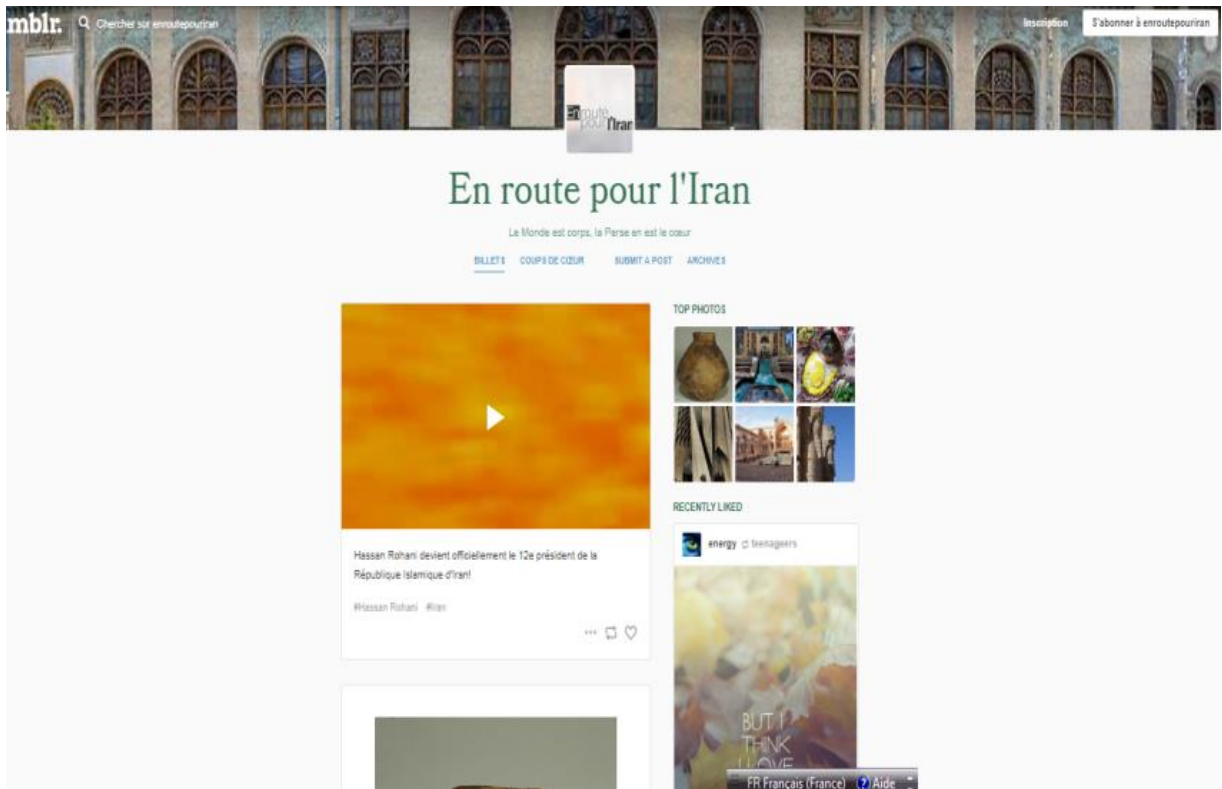 mblr.
Chercher sur enroutepouriran
Inscription
S'abonner à enroutepouriran
En route
pour l'Iran
En route pour l'Iran
Le Monde est corps, la Perse en est le cœur
BILLETS COUPS DE CŒUR SUBMIT A POST ARCHIVES
TOP PHOTOS
RECENTLY LIKED
energy teenageers
Hassan Rohani devient officiellement le 12e président de la
République Islamique d'Iran!
#Hassan Rohani #Iran
BUT I
THINK
I LOVE
FR Français (France) Aide